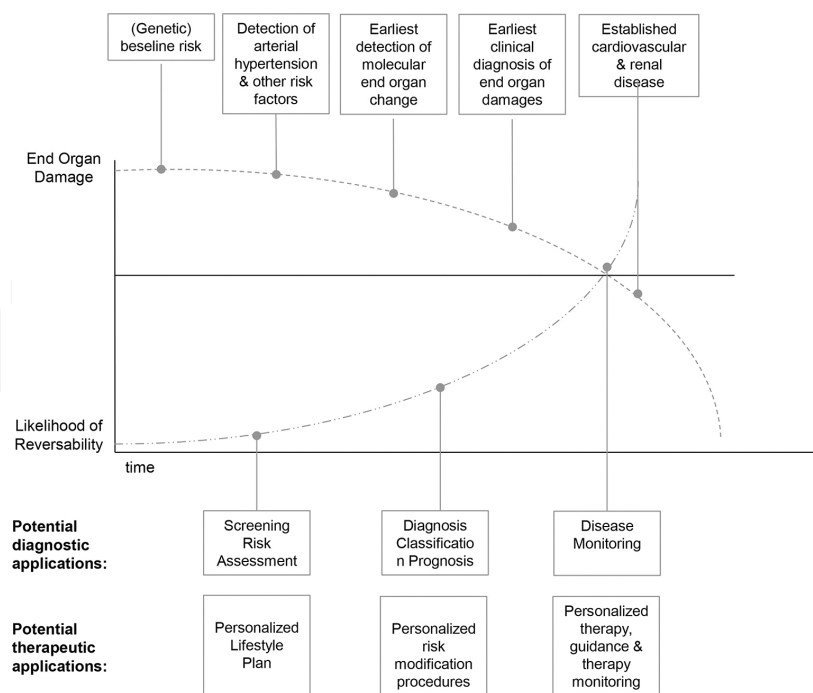 (Genetic)
beseline risk
Detection of
arterial
hypertension
& other risk
factors
Earliest
detection of
molecular
end organ
change
Earliest
clinical
diagnosis of
end organ
damages
Established
cardiovascular
& renal
disease
End Organ
Damage
Likelihood of
Reversability
time
Potential
diagnostic
applications:
Screening
Risk
Assessment
Diagnosis
Classificatio
n Prognosis
Disease
Monitoring
Potential
therapeutic
applications:
Personalized
Lifestyle
Plan
Personalized
risk
modification
procedures
Personalized
therapy,
guidance &
therapy
monitoring